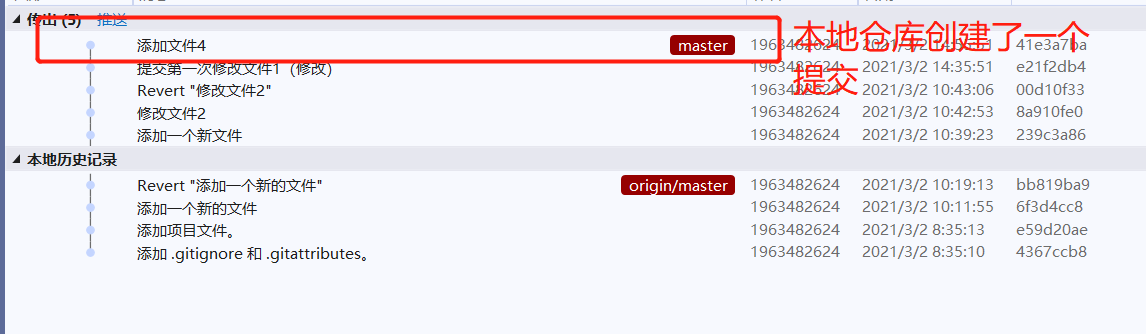 传出 (5) 推送
添加文件4 master 1963482624 2021/3/2 14:55:51 41e3a7ba
本地仓库创建了一个
提交
提交第一次修改文件1（修改） 1963482624 2021/3/2 14:35:51 e21f2db4
Revert "修改文件2" 1963482624 2021/3/2 10:43:06 00d10f33
修改文件2 1963482624 2021/3/2 10:42:53 8a910fe0
添加一个新文件 1963482624 2021/3/2 10:39:23 239c3a86
本地历史记录
Revert "添加一个新的文件" origin/master 1963482624 2021/3/2 10:19:13 bb819ba9
添加一个新的文件 1963482624 2021/3/2 10:11:55 6f3d4cc8
添加项目文件。 1963482624 2021/3/2 8:35:13 e59d20ae
添加 .gitignore 和 .gitattributes。 1963482624 2021/3/2 8:35:10 4367ccb8